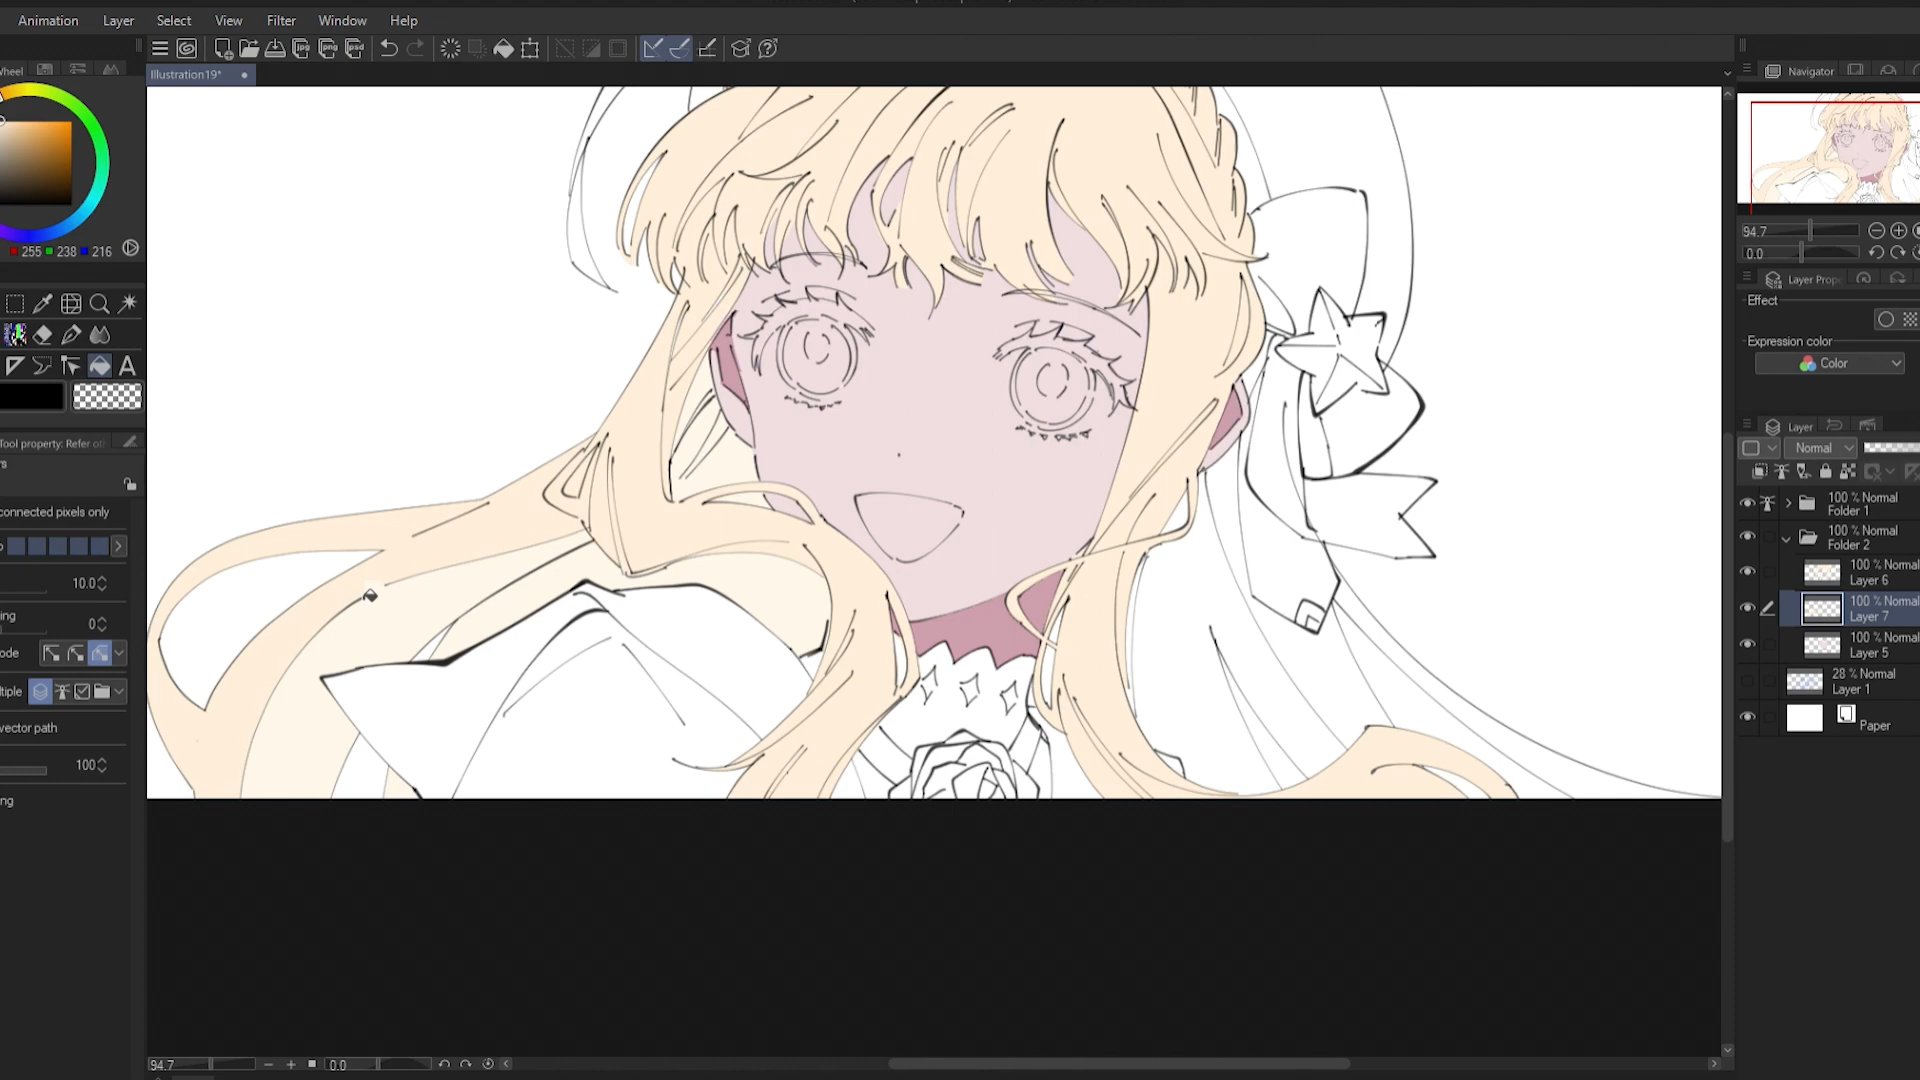 Animation Layer Select View Filter Window Help
Illustration19*
Wheel
255 238 216
Tool property: Refer ot
connected pixels only
10.0
0
100
vector path
A
Navigator
94.7
0.0
Layer Prope
Effect
Expression color
Color
Layer
Normal
100 % Normal
Folder 1
100 % Normal
Folder 2
100 % Normal
Layer 6
100 % Normal
Layer 7
100 % Normal
Layer 5
28 % Normal
Layer 1
Paper
94.7 0.0